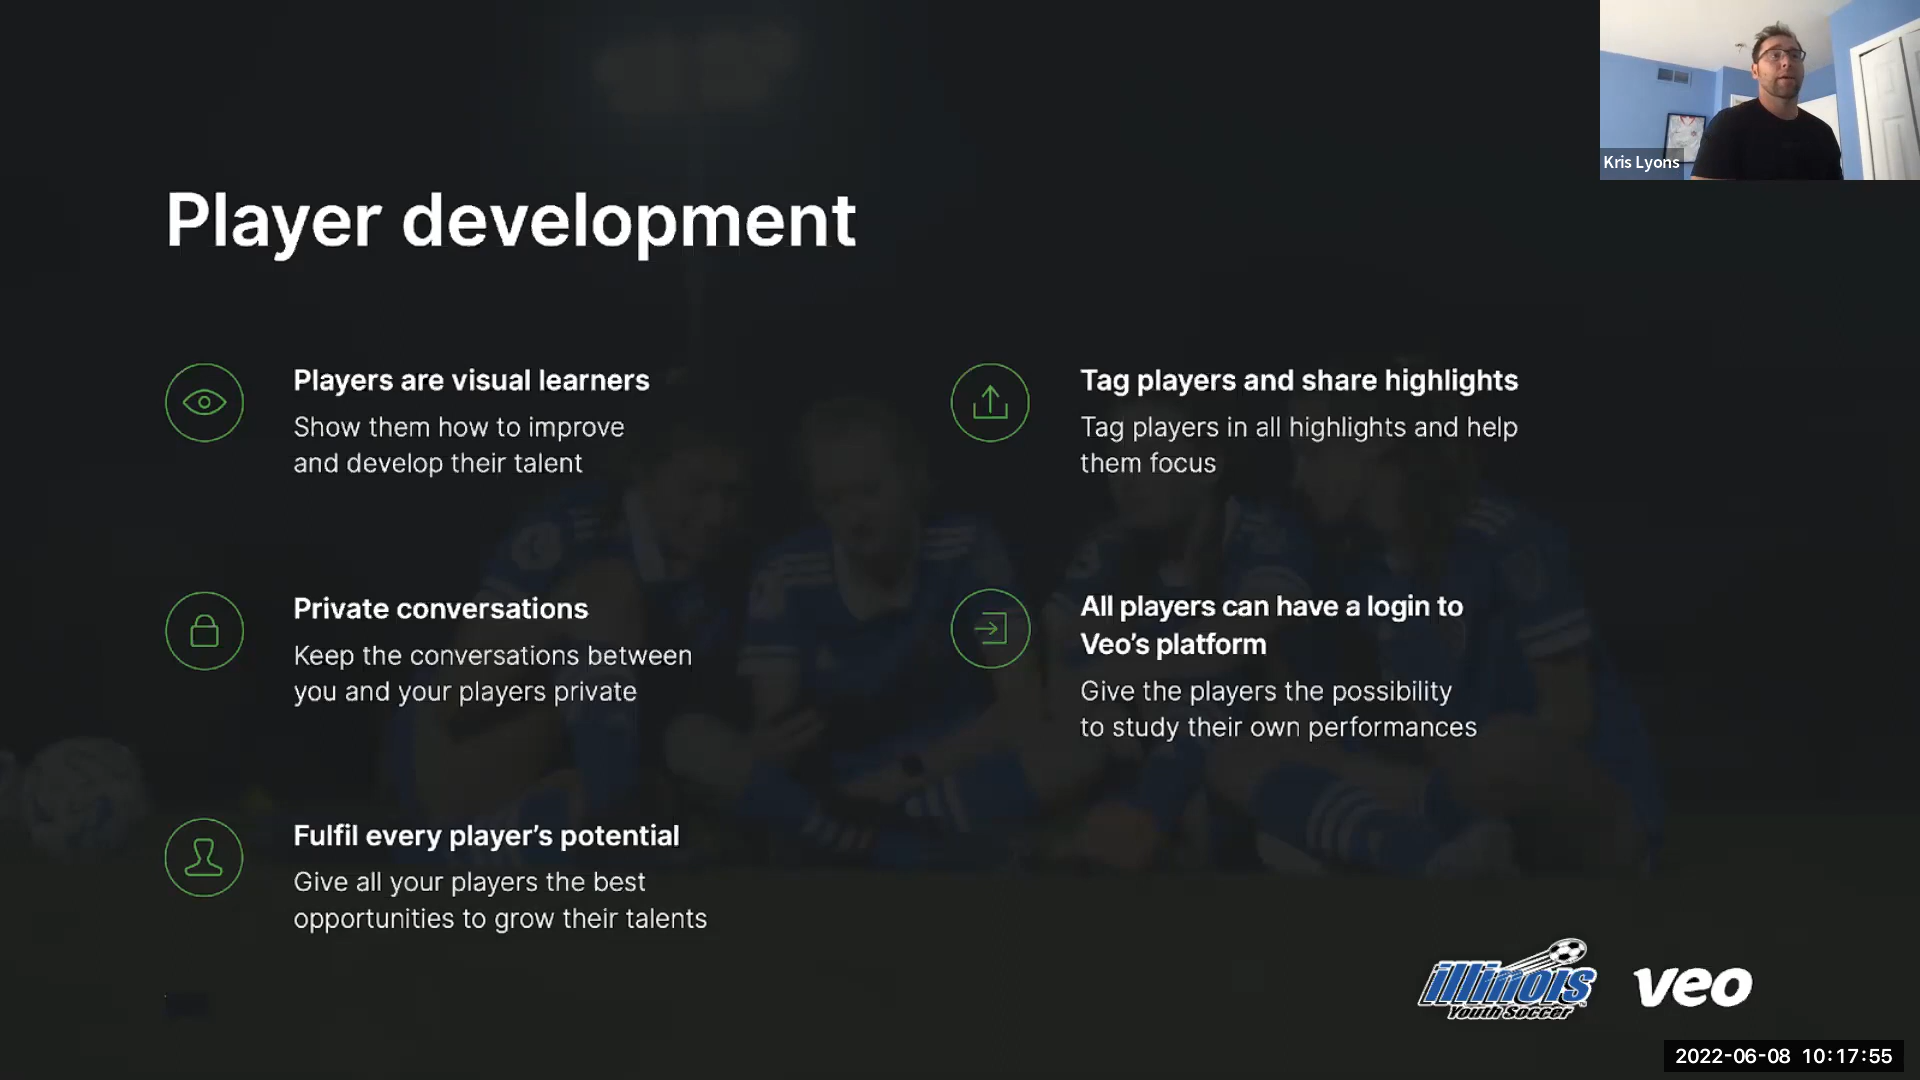 Kris Lyons
Player development
Players are visual learners
Show them how to improve
and develop their talent
Tag players and share highlights
Tag players in all highlights and help
them focus
Private conversations
Keep the conversations between
you and your players private
All players can have a login to
Veo’s platform
Give the players the possibility
to study their own performances
Fulfil every player’s potential
Give all your players the best
opportunities to grow their talents
illinois
Youth Soccer
veo
2022-06-08 10:17:55